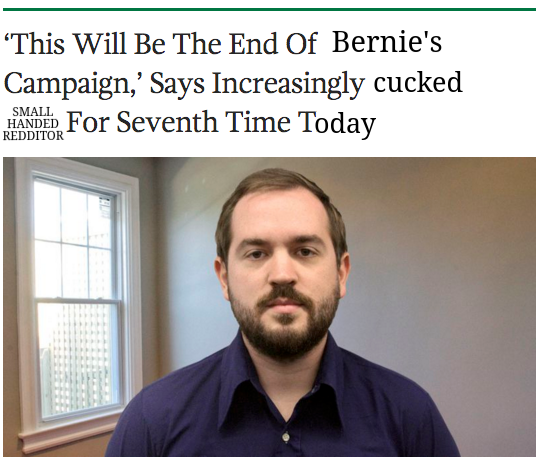 ‘This Will Be The End Of Bernie's
Campaign,’ Says Increasingly cucked
SMALL
HANDED
REDDITOR For Seventh Time Today